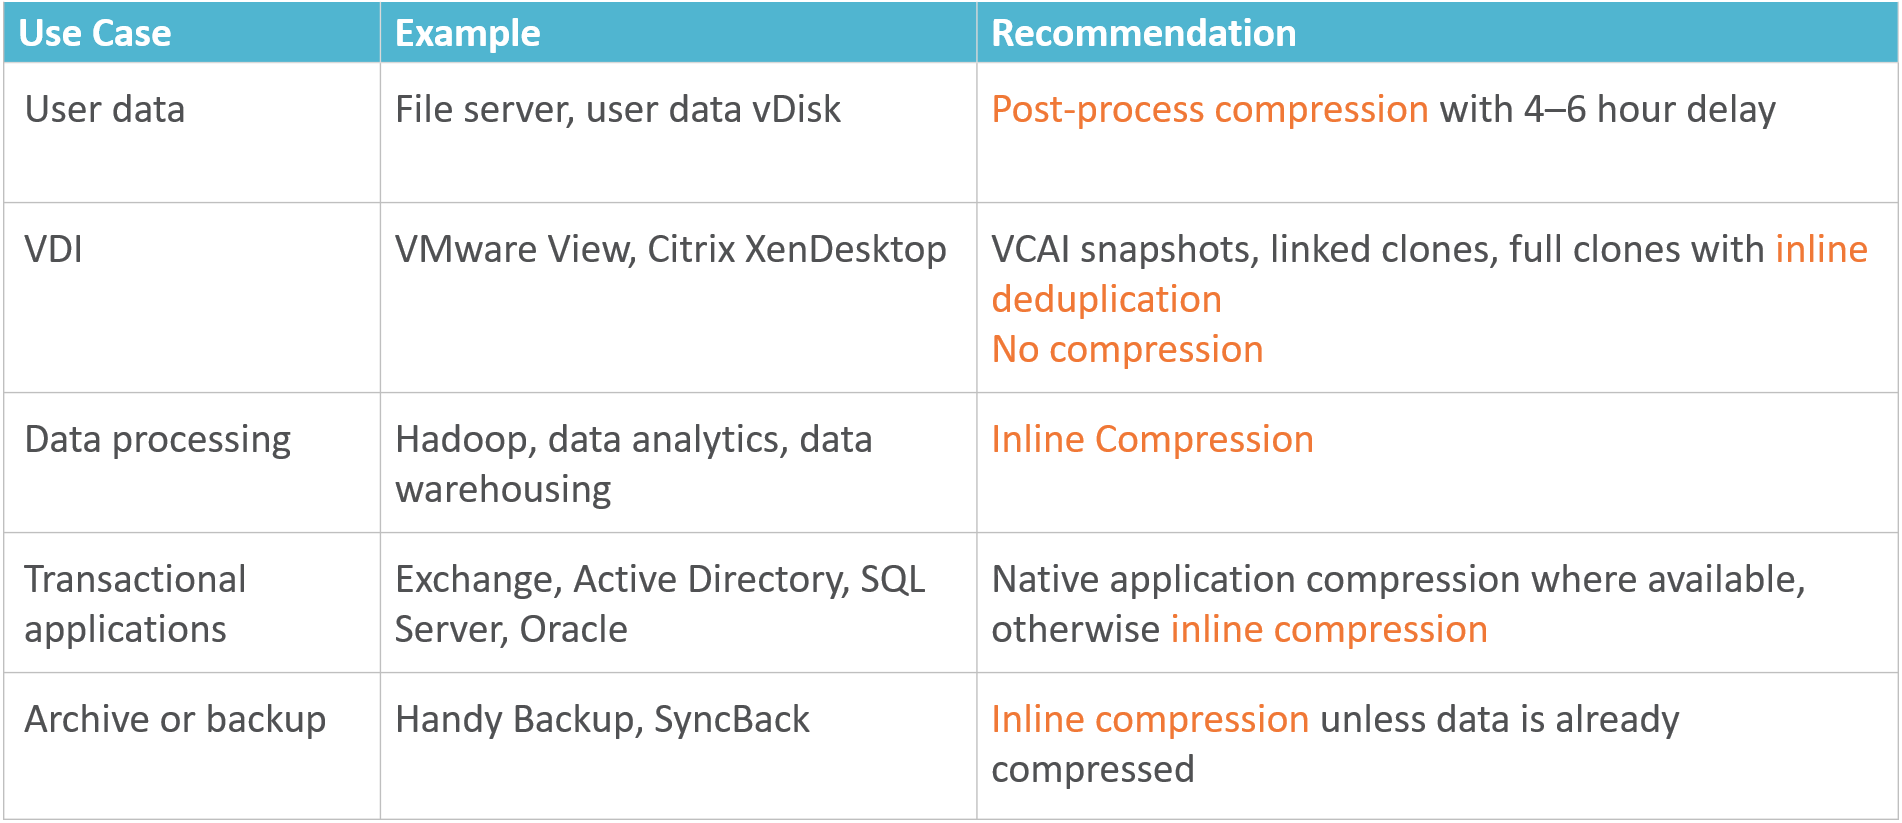 Use Case
Example
Recommendation
User data
File server, user data vDisk
Post-process compression with 4–6 hour delay
VDI
VMware View, Citrix XenDesktop
VCAI snapshots, linked clones, full clones with inline
deduplication
No compression
Data processing
Hadoop, data analytics, data
warehousing
Inline Compression
Transactional
applications
Exchange, Active Directory, SQL
Server, Oracle
Native application compression where available,
otherwise inline compression
Archive or backup
Handy Backup, SyncBack
Inline compression unless data is already
compressed